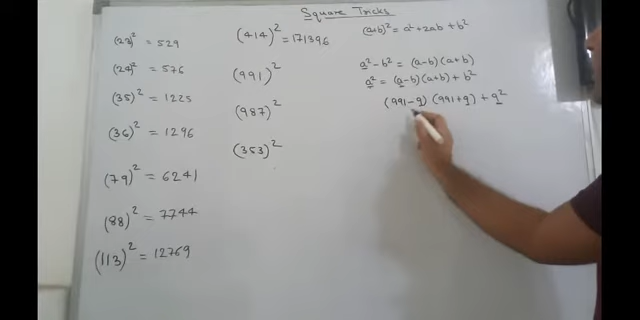 Square Tricks
(23)² = 529
(24)² = 576
(35)² = 1225
(36)² = 1296
(79)² = 6241
(88)² = 7744
(113)² = 12769
(414)² = 171396
(991)²
(987)²
(353)²
(a+b)² = a² + 2ab + b²
a² - b² = (a-b)(a+b)
a² = (a-b)(a+b) + b²
(991-9)(991+9) + 9²